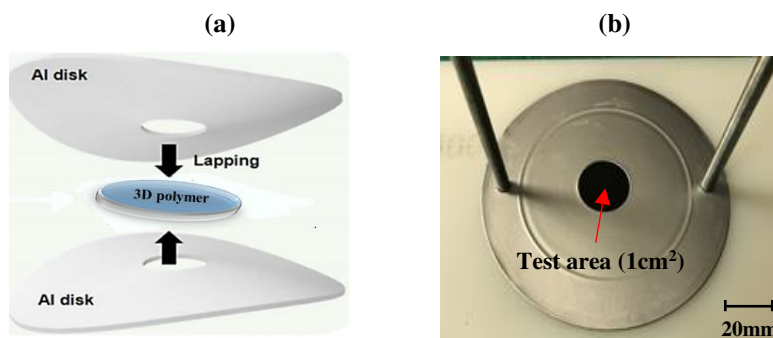 (a)
(b)
Al disk
Lapping
3D polymer
Al disk
Test area (1cm²)
20mm